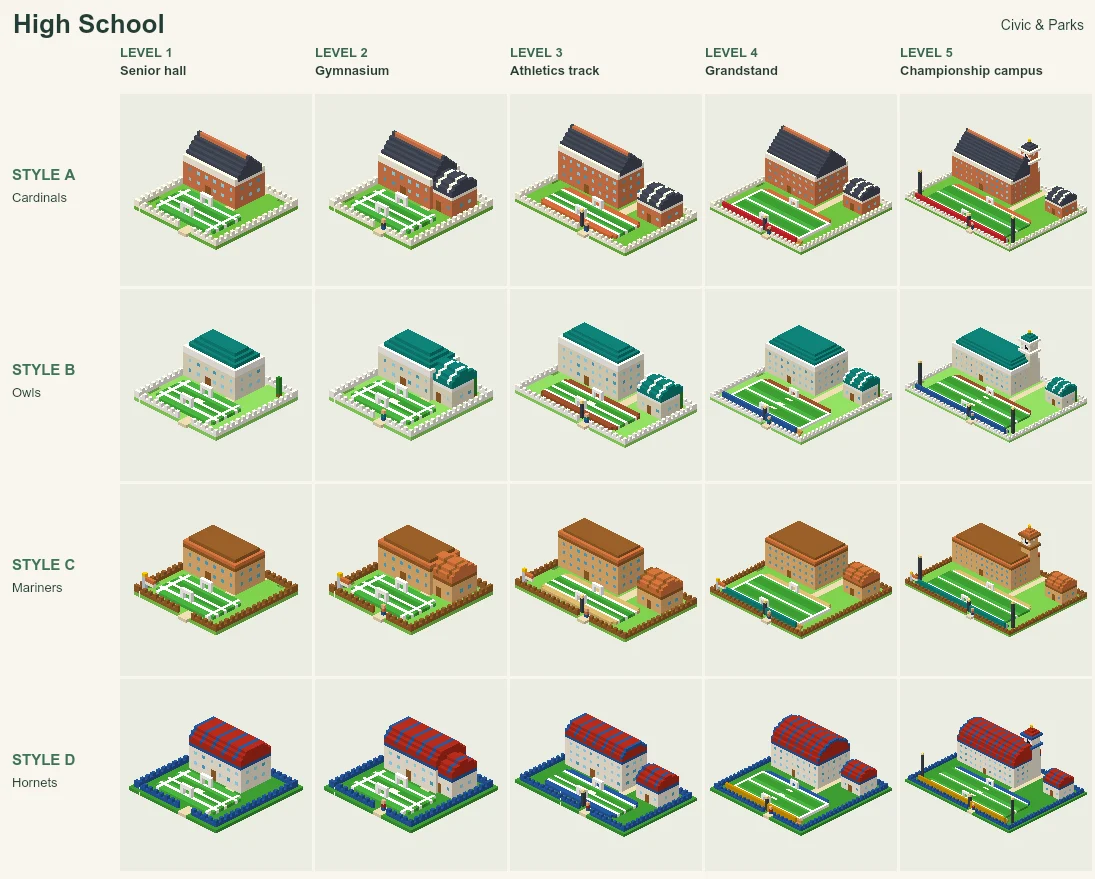 High School
Civic & Parks
LEVEL 1
Senior hall
LEVEL 2
Gymnasium
LEVEL 3
Athletics track
LEVEL 4
Grandstand
LEVEL 5
Championship campus
STYLE A
Cardinals
STYLE B
Owls
STYLE C
Mariners
STYLE D
Hornets